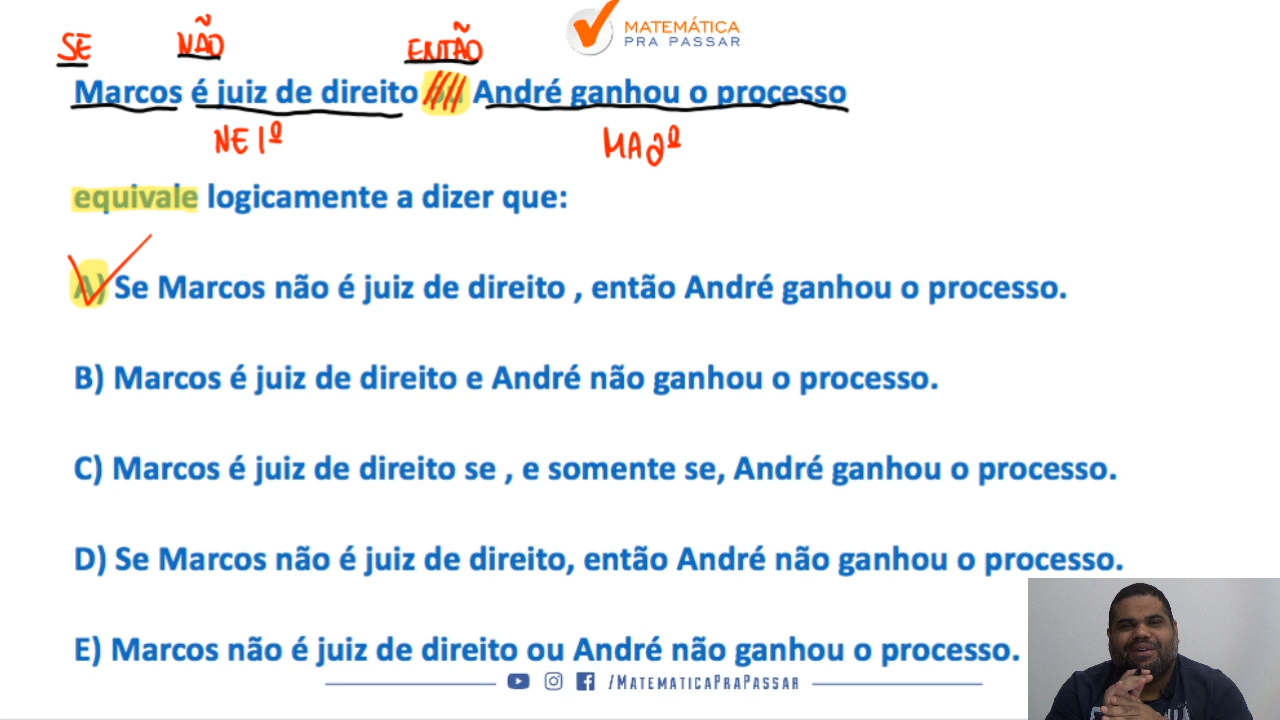 MATEMÁTICA
PRA PASSAR
SE NÃO ENTÃO
Marcos é juiz de direito André ganhou o processo
NE 1º MA 2º
equivale logicamente a dizer que:
A) Se Marcos não é juiz de direito , então André ganhou o processo.
B) Marcos é juiz de direito e André não ganhou o processo.
C) Marcos é juiz de direito se , e somente se, André ganhou o processo.
D) Se Marcos não é juiz de direito, então André não ganhou o processo.
E) Marcos não é juiz de direito ou André não ganhou o processo.
/MATEMATICAPRAPASSAR